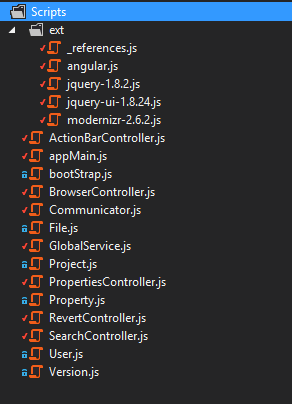 Scripts
ext
_references.js
angular.js
jquery-1.8.2.js
jquery-ui-1.8.24.js
modernizr-2.6.2.js
ActionBarController.js
appMain.js
bootStrap.js
BrowserController.js
Communicator.js
File.js
GlobalService.js
Project.js
PropertiesController.js
Property.js
RevertController.js
SearchController.js
User.js
Version.js